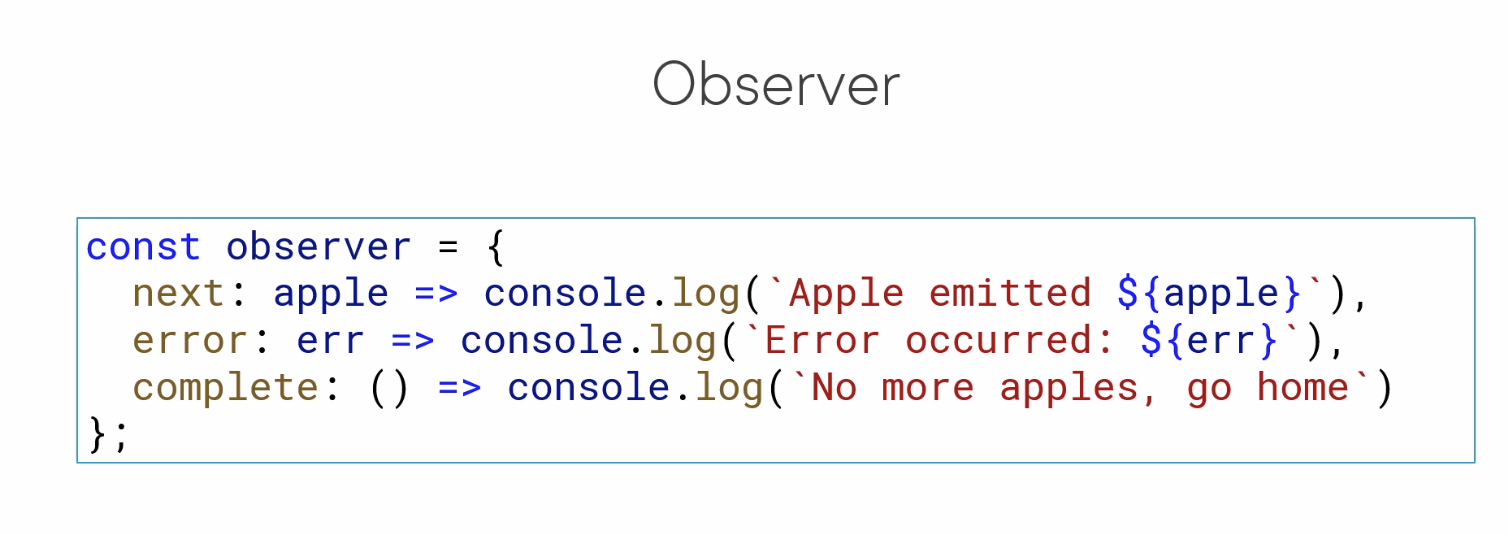 Observer
const observer = {
  next: apple => console.log(`Apple emitted ${apple}`),
  error: err => console.log(`Error occurred: ${err}`),
  complete: () => console.log(`No more apples, go home`)
};